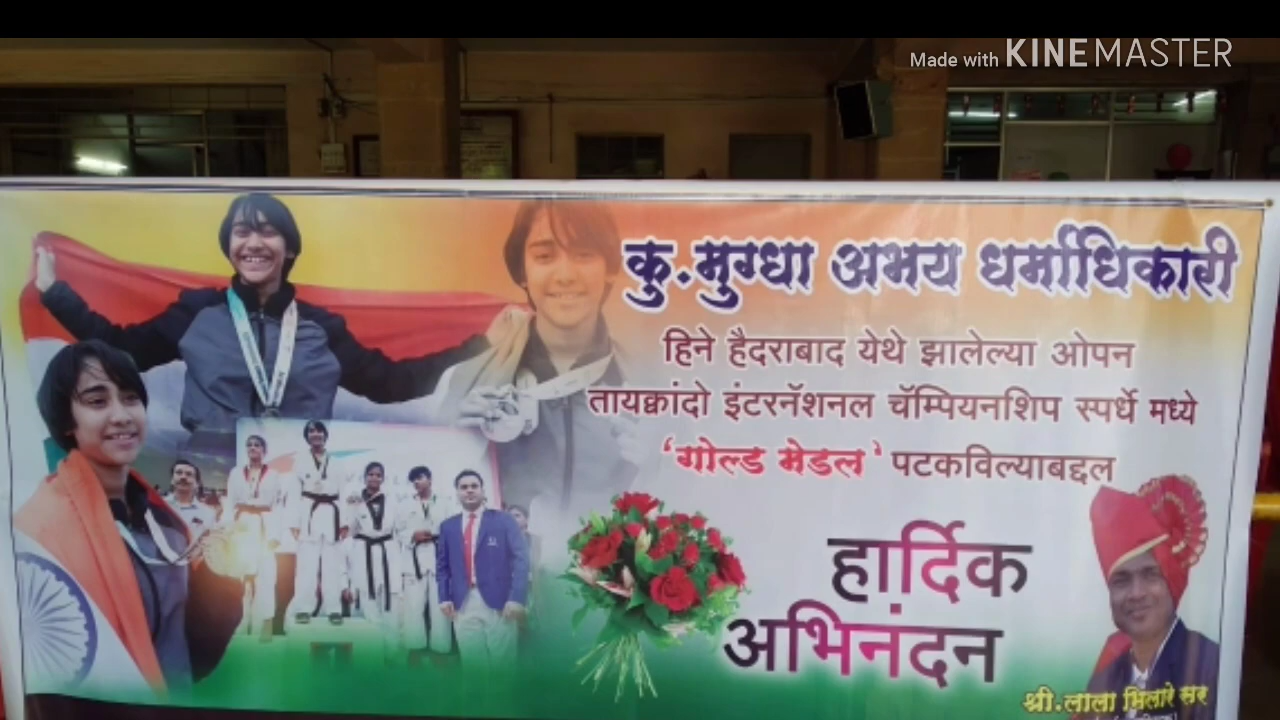 Made with KINEMASTER
कु.मुग्धा अभय धर्माधिकारी
हिने हैदराबाद येथे झालेल्या ओपन
तायक्वांदो इंटरनॅशनल चॅम्पियनशिप स्पर्धे मध्ये
‘गोल्ड मेडल’ पटकविल्याबद्दल
हार्दिक
अभिनंदन
श्री.लाला भिलारे सर